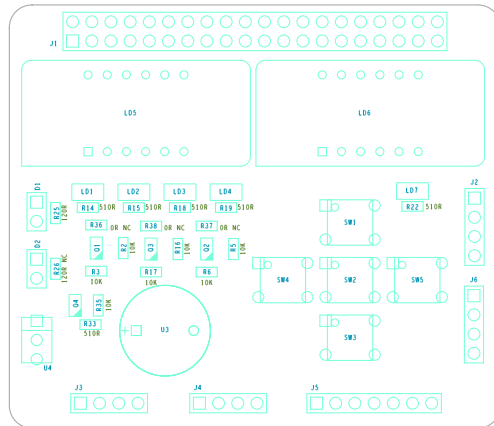 J1
LD5
LD6
D1
R25
120R
LD1
LD2
LD3
LD4
LD7
J2
R14 510R
R15 510R
R18 510R
R19 510R
R22 510R
R36 0R NC
R38 0R NC
R37 0R NC
SW1
D2
R26
120R NC
Q1
R2
10K
Q3
R16
10K
Q2
R5
10K
R3
10K
R17
10K
R6
10K
SW4
SW2
SW5
J6
Q4
R35
10K
R33
510R
+
U3
SW3
U4
J3
J4
J5